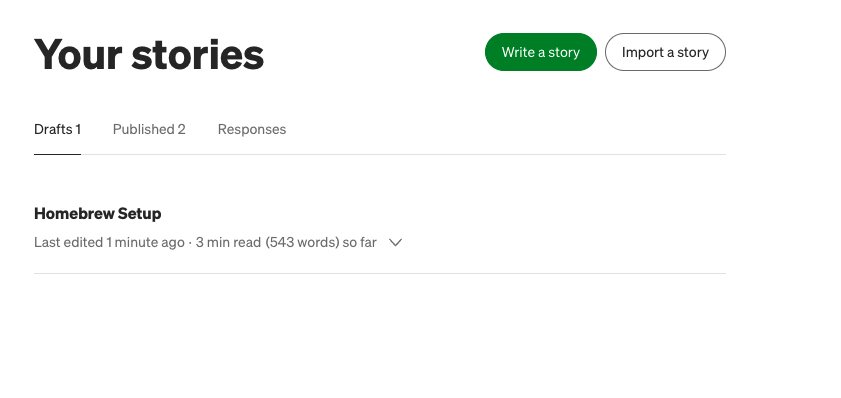 Your stories
Write a story
Import a story
Drafts 1
Published 2
Responses
Homebrew Setup
Last edited 1 minute ago · 3 min read (543 words) so far